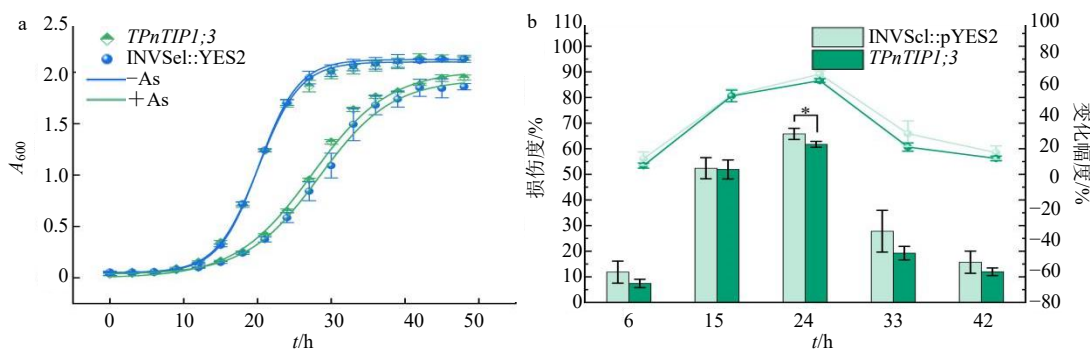 a
2.5
2.0
1.5
1.0
0.5
0
A600
TPnTIP1;3
INVSel::YES2
−As
+As
0 10 20 30 40 50
t/h
b
110
100
90
80
70
60
50
40
30
20
10
0
损伤度/%
INVScl::pYES2
TPnTIP1;3
*
100
80
60
40
20
0
−20
−40
−60
−80
变化幅度/%
6 15 24 33 42
t/h